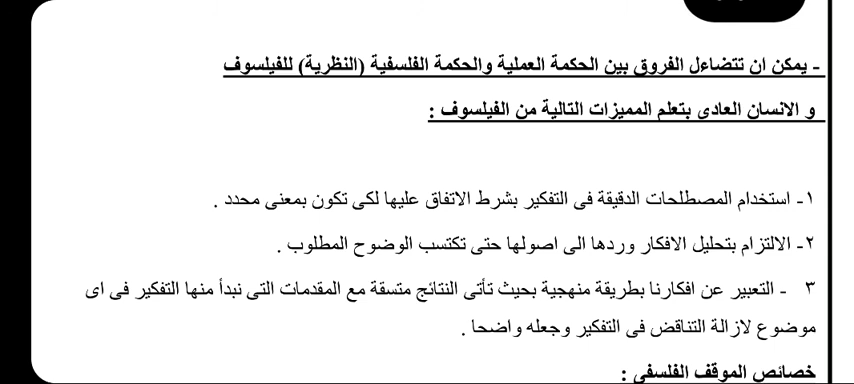 - يمكن ان تتضاءل الفروق بين الحكمة العملية والحكمة الفلسفية (النظرية) للفيلسوف
و الانسان العادى بتعلم المميزات التالية من الفيلسوف :
١- استخدام المصطلحات الدقيقة فى التفكير بشرط الاتفاق عليها لكى تكون بمعنى محدد .
٢- الالتزام بتحليل الافكار وردها الى اصولها حتى تكتسب الوضوح المطلوب .
٣ - التعبير عن افكارنا بطريقة منهجية بحيث تأتى النتائج متسقة مع المقدمات التى نبدأ منها التفكير فى اى
موضوع لازالة التناقض فى التفكير وجعله واضحا .
خصائص الموقف الفلسفى :